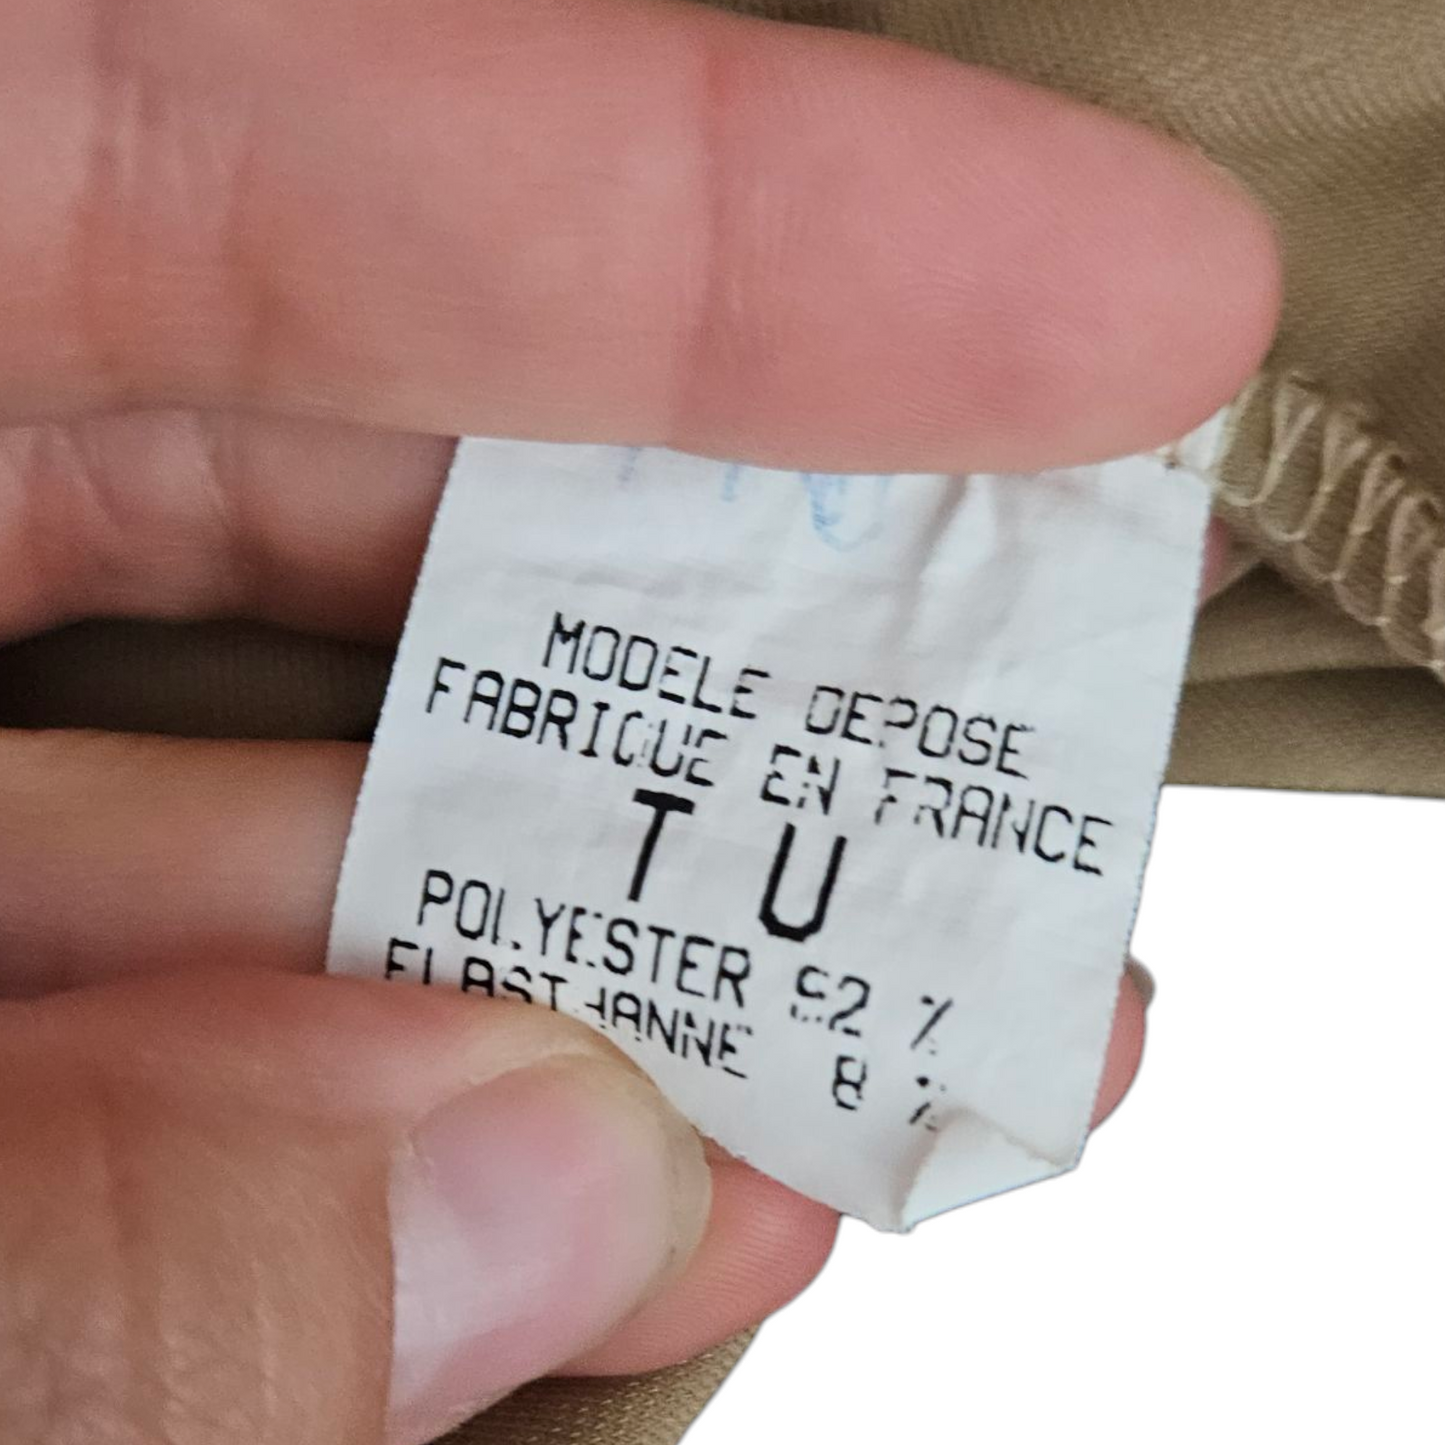 MODELE DEPOSE
FABRIQUE EN FRANCE
T U
POLYESTER 92 %
ELASTHANNE 8 %